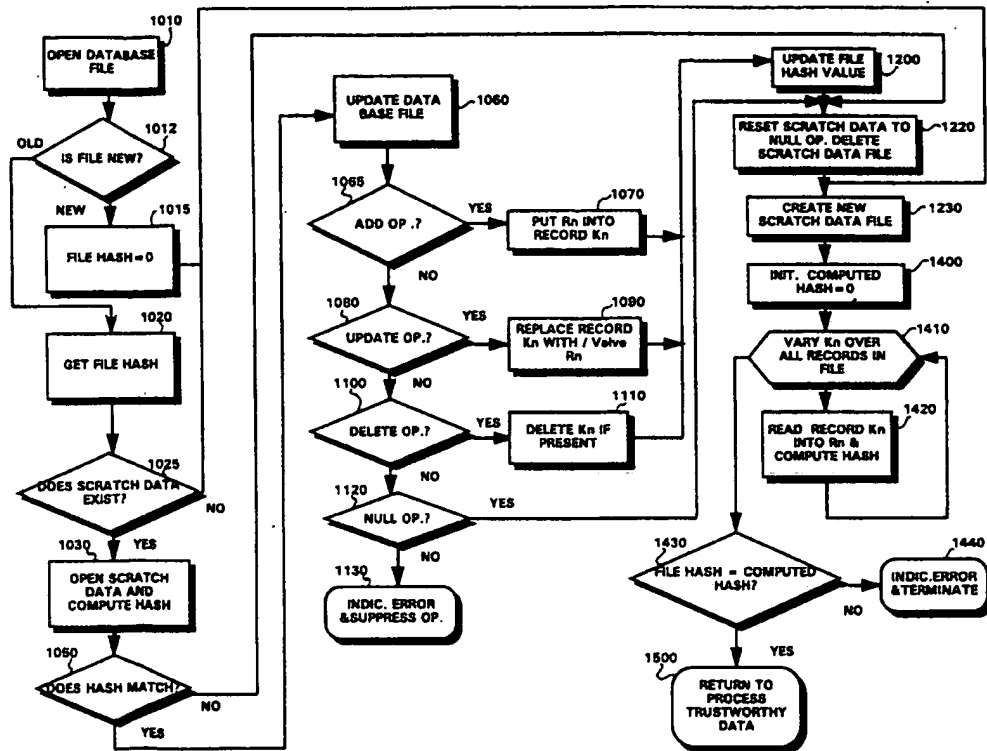 1010
OPEN DATABASE
FILE
OLD
1012
IS FILE NEW?
NEW
1015
FILE HASH=0
1020
GET FILE HASH
1025
DOES SCRATCH DATA
EXIST?
NO
YES
1030
OPEN SCRATCH
DATA AND
COMPUTE HASH
1050
DOES HASH MATCH?
NO
YES
UPDATE DATA
BASE FILE
1060
1065
ADD OP .?
YES
NO
1070
PUT Rn INTO
RECORD Kn
1080
UPDATE OP.?
YES
NO
1090
REPLACE RECORD
Kn WITH / Valve
Rn
1100
DELETE OP.?
YES
NO
1110
DELETE Kn IF
PRESENT
1120
NULL OP.?
YES
NO
1130
INDIC. ERROR
&SUPPRESS OP.
UPDATE FILE
HASH VALUE
1200
RESET SCRATCH DATA TO
NULL OP. DELETE
SCRATCH DATA FILE
1220
CREATE NEW
SCRATCH DATA FILE
1230
INIT. COMPUTED
HASH=0
1400
VARY Kn OVER
ALL RECORDS IN
FILE
1410
READ RECORD Kn
INTO Rn &
COMPUTE HASH
1420
1430
FILE HASH = COMPUTED
HASH?
NO
YES
1440
INDIC.ERROR
&TERMINATE
1500
RETURN TO
PROCESS
TRUSTWORTHY
DATA